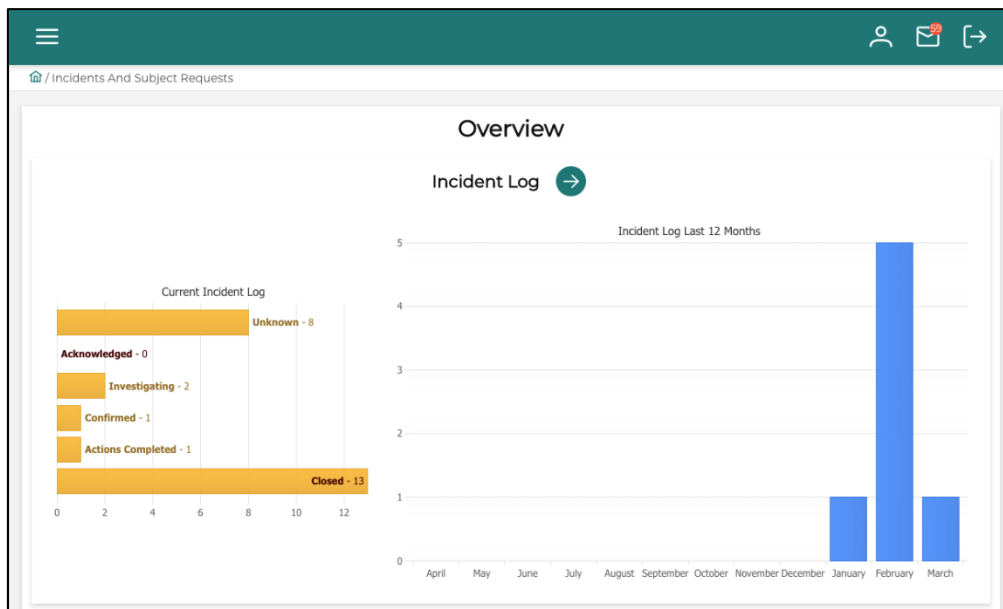 59
/ Incidents And Subject Requests
Overview
Incident Log
Current Incident Log
Unknown - 8
Acknowledged - 0
Investigating - 2
Confirmed - 1
Actions Completed - 1
Closed - 13
0 2 4 6 8 10 12
Incident Log Last 12 Months
5
4
3
2
1
0
April May June July August September October November December January February March